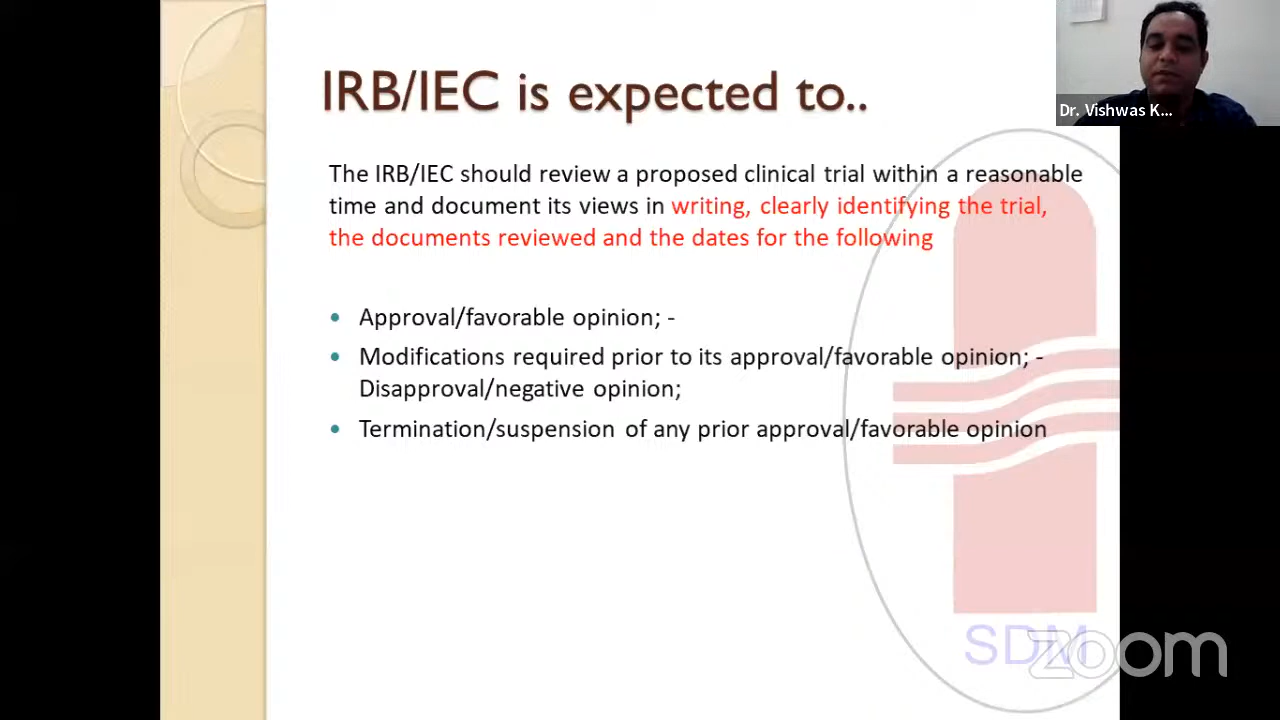 IRB/IEC is expected to..
Dr. Vishwas K...
The IRB/IEC should review a proposed clinical trial within a reasonable
time and document its views in writing, clearly identifying the trial,
the documents reviewed and the dates for the following
• Approval/favorable opinion; -
• Modifications required prior to its approval/favorable opinion; -
Disapproval/negative opinion;
• Termination/suspension of any prior approval/favorable opinion
SDM
zoom